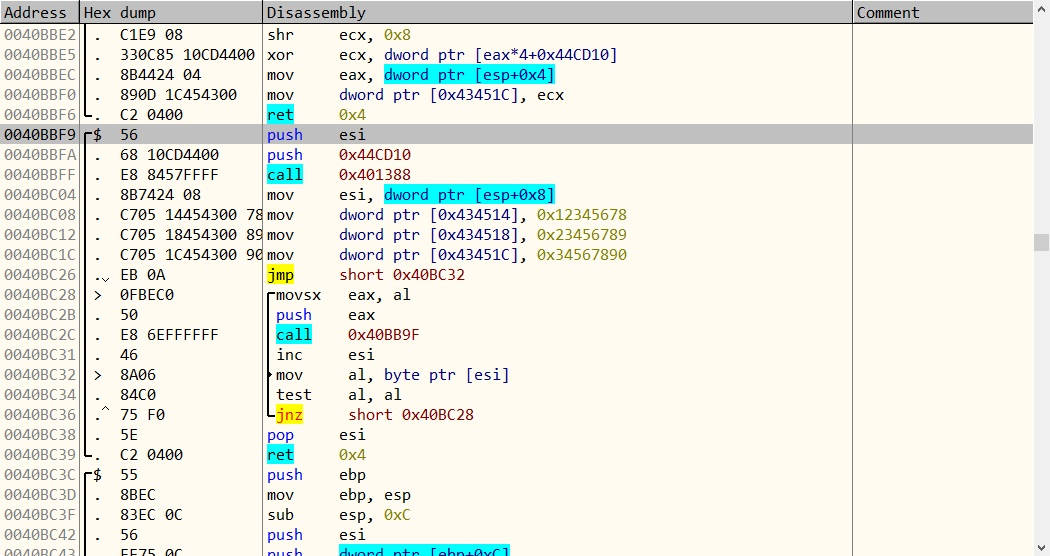 Address Hex dump Disassembly Comment
0040BBE2 . C1E9 08 shr ecx, 0x8
0040BBE5 . 330C85 10CD4400 xor ecx, dword ptr [eax*4+0x44CD10]
0040BBEC . 8B4424 04 mov eax, dword ptr [esp+0x4]
0040BBF0 . 890D 1C454300 mov dword ptr [0x43451C], ecx
0040BBF6 . C2 0400 ret 0x4
0040BBF9 $ 56 push esi
0040BBFA . 68 10CD4400 push 0x44CD10
0040BBFF . E8 8457FFFF call 0x401388
0040BC04 . 8B7424 08 mov esi, dword ptr [esp+0x8]
0040BC08 . C705 14454300 78 mov dword ptr [0x434514], 0x12345678
0040BC12 . C705 18454300 89 mov dword ptr [0x434518], 0x23456789
0040BC1C . C705 1C454300 90 mov dword ptr [0x43451C], 0x34567890
0040BC26 . EB 0A jmp short 0x40BC32
0040BC28 > 0FBEC0 movsx eax, al
0040BC2B . 50 push eax
0040BC2C . E8 6EFFFFFF call 0x40BB9F
0040BC31 . 46 inc esi
0040BC32 > 8A06 mov al, byte ptr [esi]
0040BC34 . 84C0 test al, al
0040BC36 . 75 F0 jnz short 0x40BC28
0040BC38 . 5E pop esi
0040BC39 . C2 0400 ret 0x4
0040BC3C $ 55 push ebp
0040BC3D . 8BEC mov ebp, esp
0040BC3F . 83EC 0C sub esp, 0xC
0040BC42 . 56 push esi
0040BC43 . FF75 0C push dword ptr [ebp+0xC]